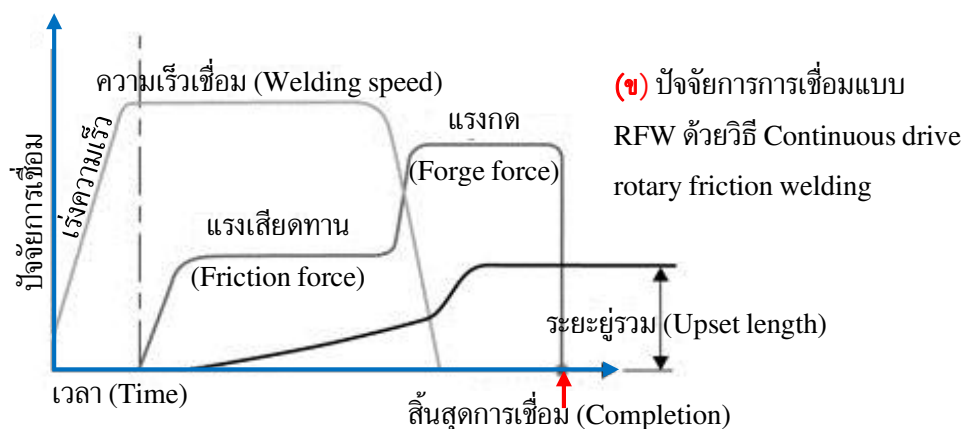 ความเร็วเชื่อม (Welding speed)
(ข) ปัจจัยการการเชื่อมแบบ
RFW ด้วยวิธี Continuous drive
rotary friction welding
แรงกด
(Forge force)
ปัจจัยการเชื่อม
เร่งความเร็ว
แรงเสียดทาน
(Friction force)
ระยะยู่รวม (Upset length)
เวลา (Time)
สิ้นสุดการเชื่อม (Completion)